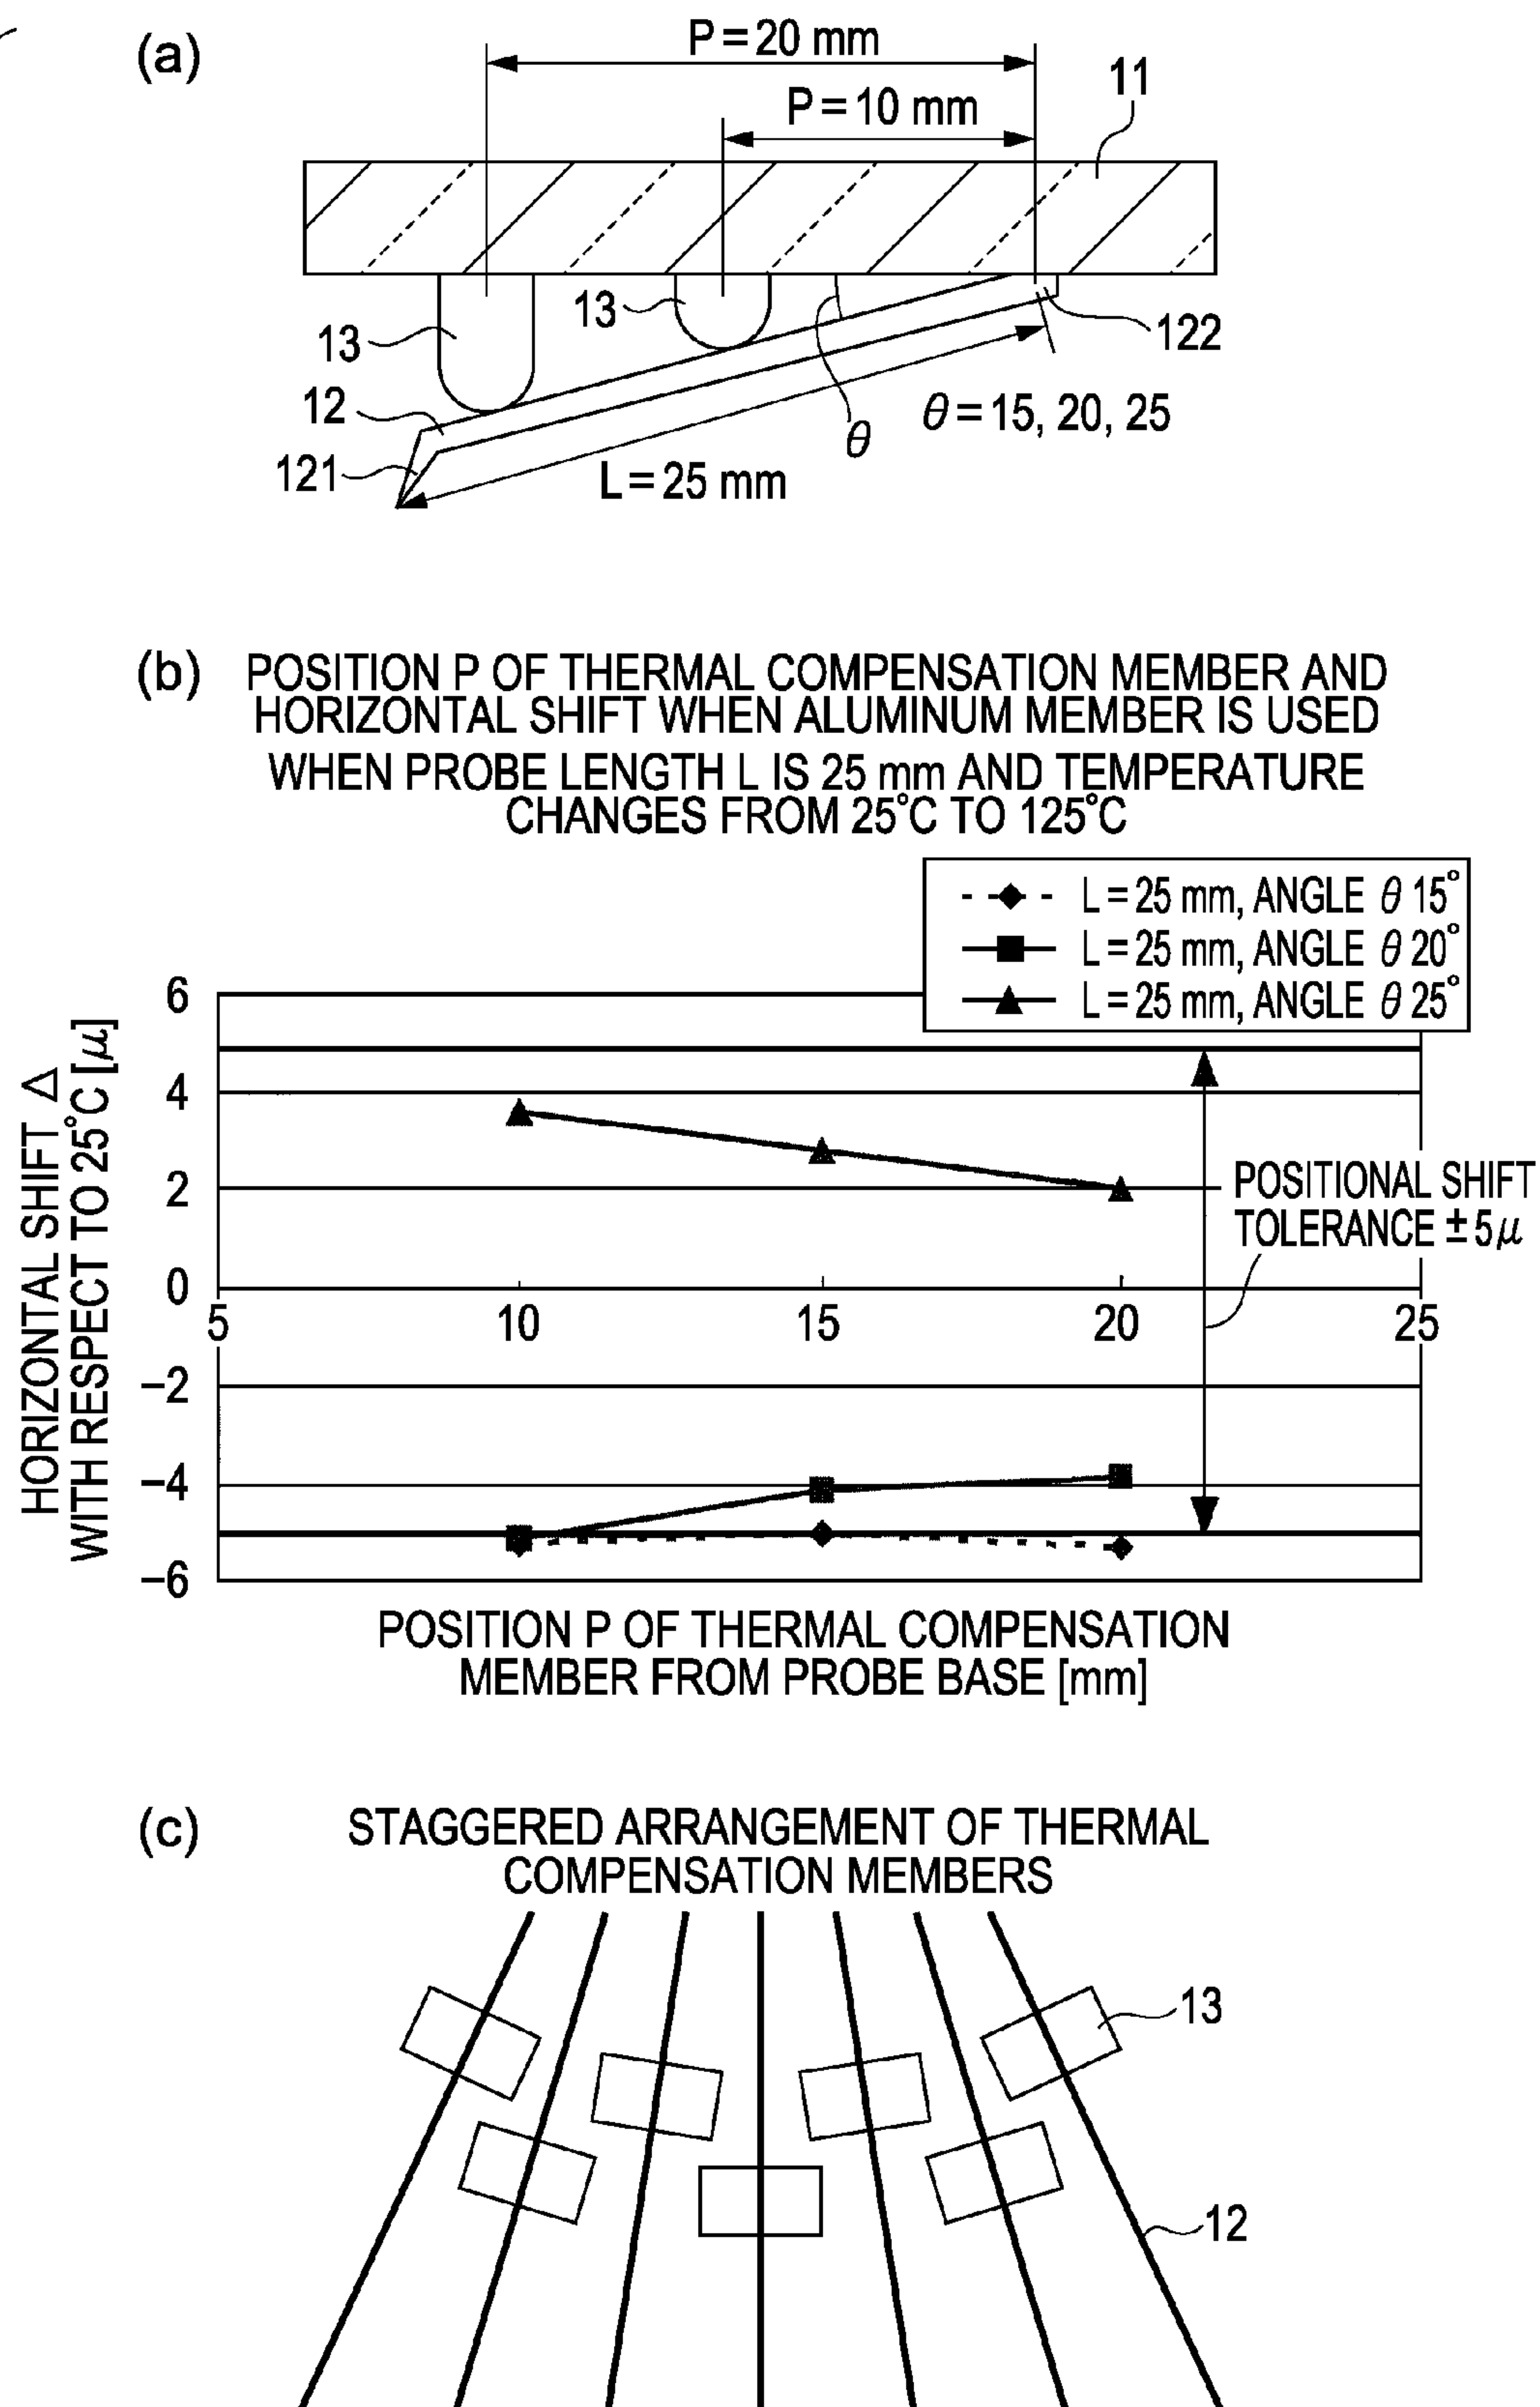 (a)
P = 20 mm
P = 10 mm
11
13
13
12
121
122
θ
θ = 15, 20, 25
L = 25 mm
(b) POSITION P OF THERMAL COMPENSATION MEMBER AND
HORIZONTAL SHIFT WHEN ALUMINUM MEMBER IS USED
WHEN PROBE LENGTH L IS 25 mm AND TEMPERATURE
CHANGES FROM 25°C TO 125°C
L = 25 mm, ANGLE θ 15°
L = 25 mm, ANGLE θ 20°
L = 25 mm, ANGLE θ 25°
HORIZONTAL SHIFT △
WITH RESPECT TO 25°C [μ]
6
4
2
0
−2
−4
−6
5
10
15
20
25
POSITIONAL SHIFT
TOLERANCE ± 5 μ
POSITION P OF THERMAL COMPENSATION
MEMBER FROM PROBE BASE [mm]
(c) STAGGERED ARRANGEMENT OF THERMAL
COMPENSATION MEMBERS
13
12